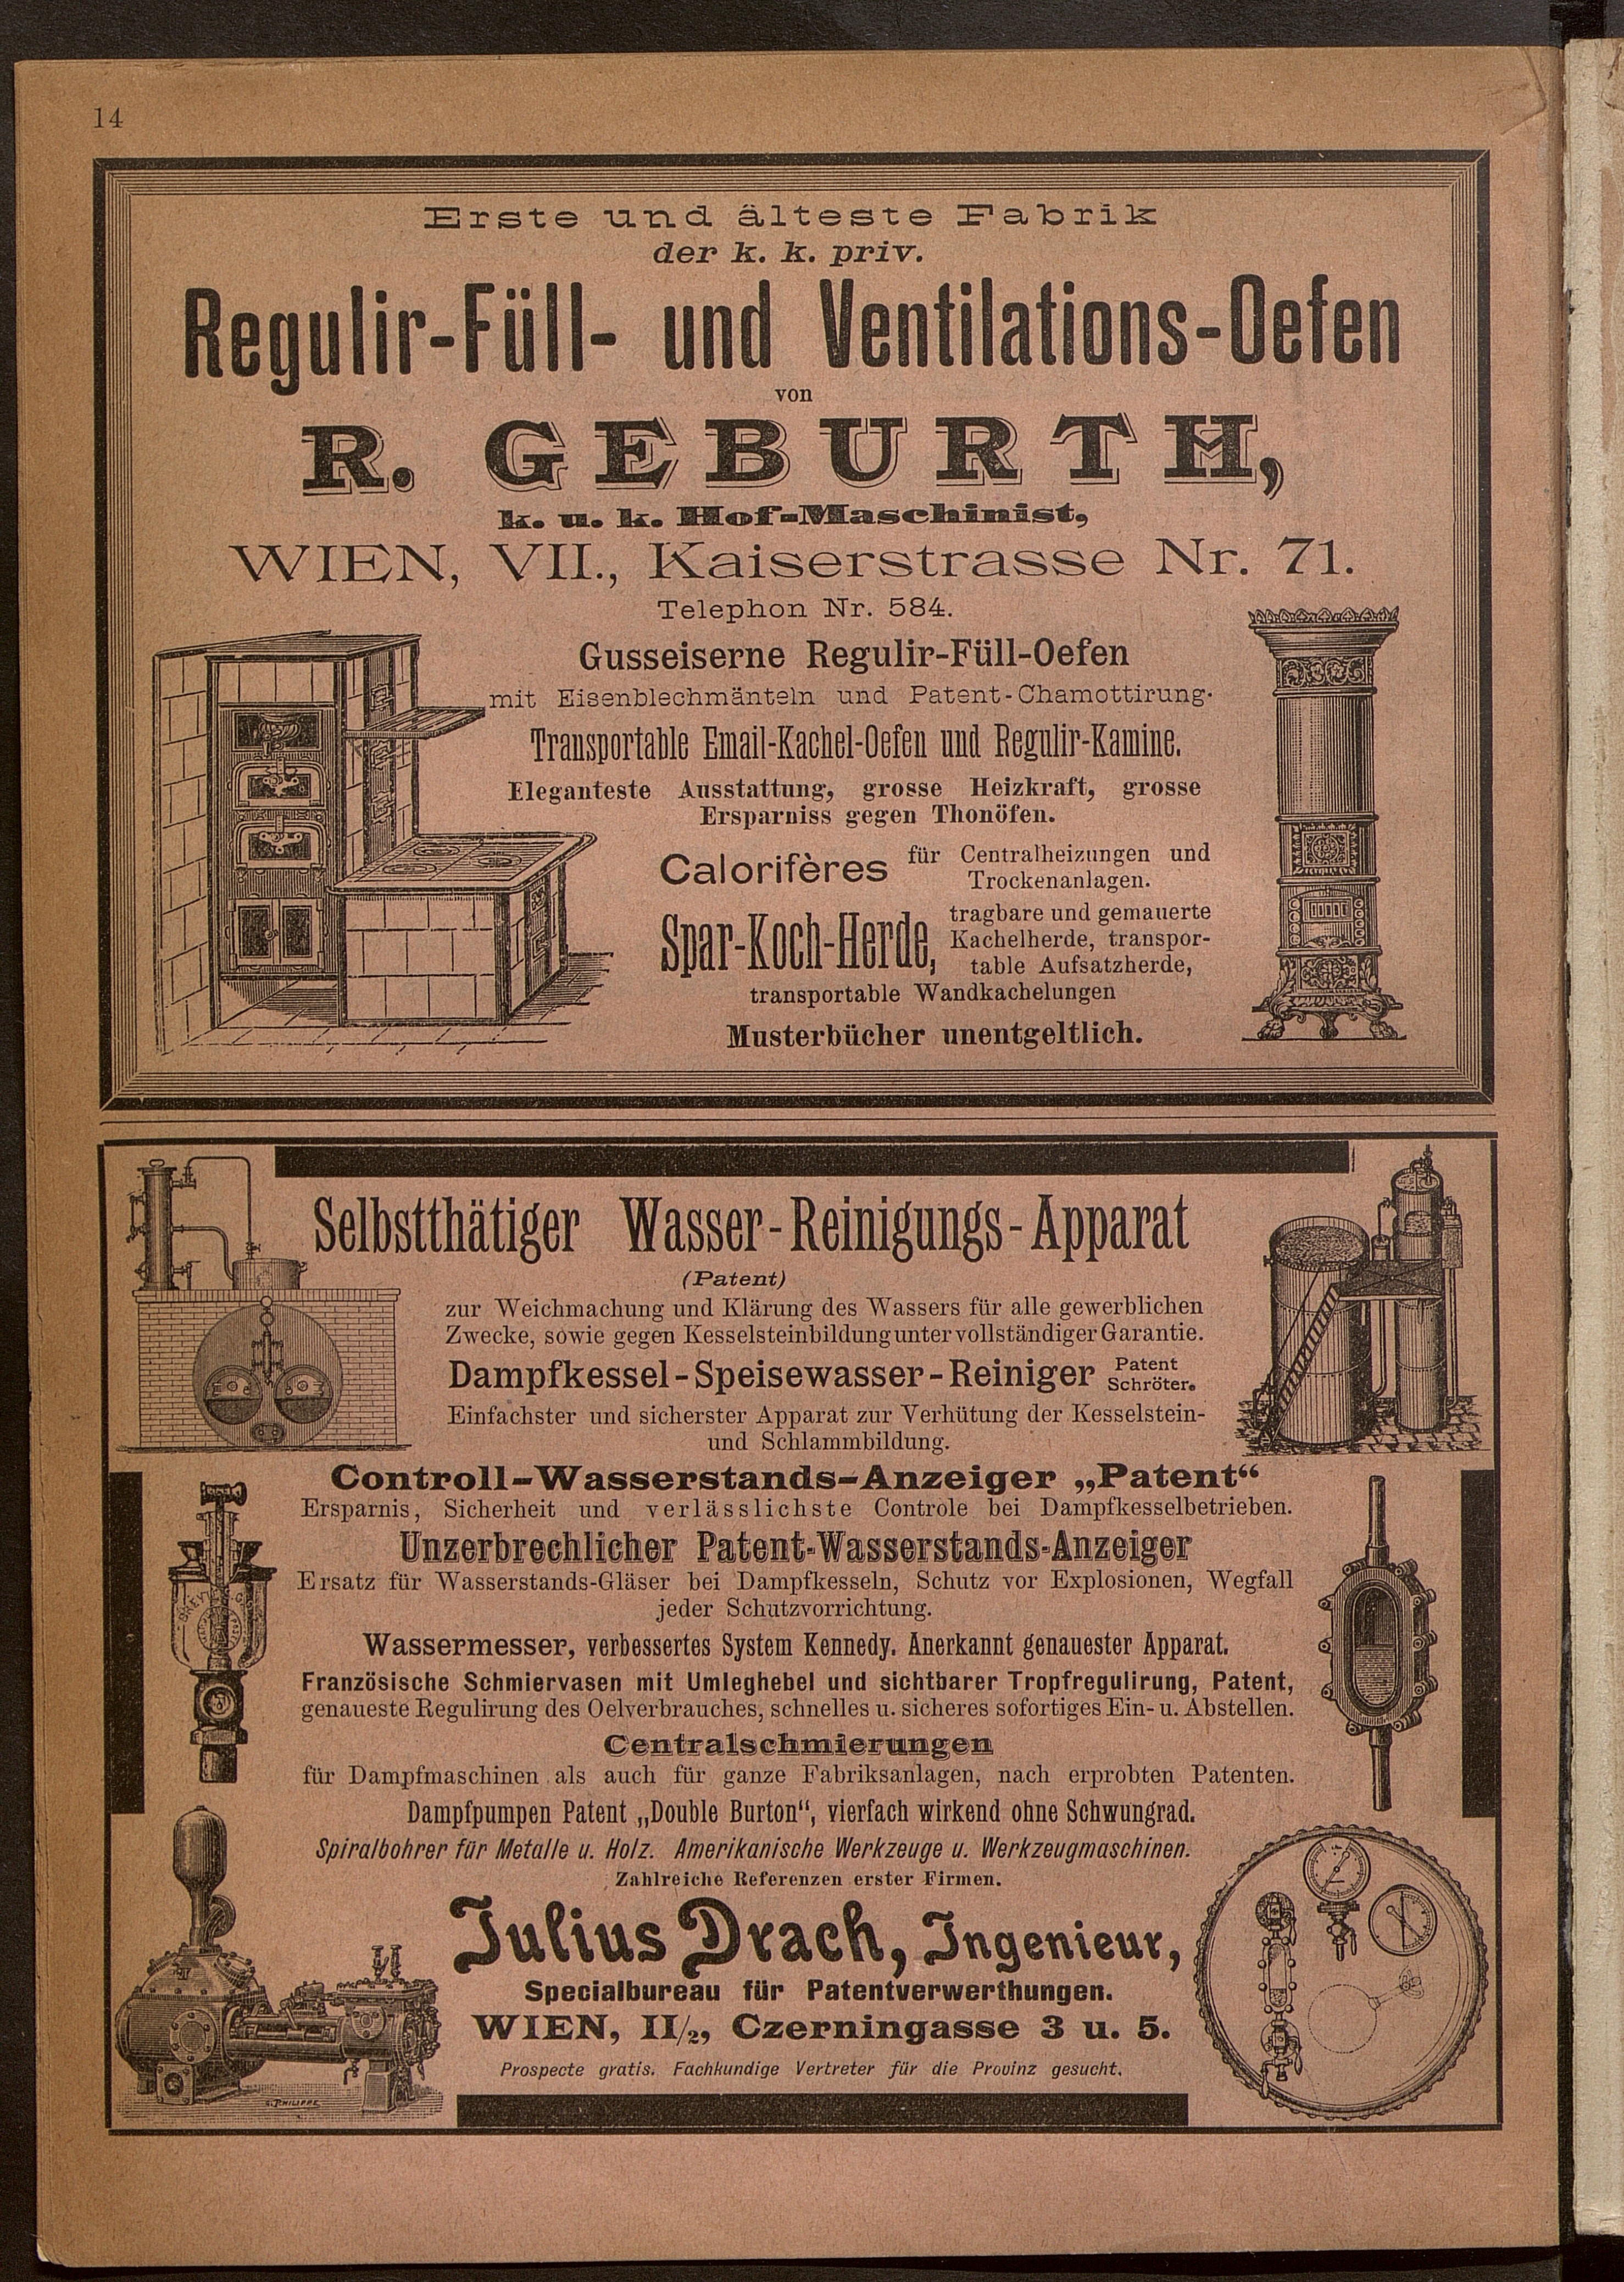 14
Erste und älteste Fabrik
der k. k. priv.
Regulir-Füll- und Ventilations-Oefen
von
R. GEBURTH,
k. u. k. Hof-Maschinist,
WIEN, VII., Kaiserstrasse Nr. 71.
Telephon Nr. 584.
Gusseiserne Regulir-Füll-Oefen
mit Eisenblechmänteln und Patent-Chamottirung.
Transportable Email-Kachel-Oefen und Regulir-Kamine.
Eleganteste Ausstattung, grosse Heizkraft, grosse
Ersparniss gegen Thonöfen.
Calorifères für Centralheizungen und
Trockenanlagen.
Spar-Koch-Herde, tragbare und gemauerte
Kachelherde, transpor-
table Aufsatzherde,
transportable Wandkachelungen
Musterbücher unentgeltlich.
Selbstthätiger Wasser-Reinigungs-Apparat
(Patent)
zur Weichmachung und Klärung des Wassers für alle gewerblichen
Zwecke, sowie gegen Kesselsteinbildung unter vollständiger Garantie.
Dampfkessel-Speisewasser-Reiniger Patent
Schröter.
Einfachster und sicherster Apparat zur Verhütung der Kesselstein-
und Schlammbildung.
Controll-Wasserstands-Anzeiger „Patent“
Ersparnis, Sicherheit und verlässlichste Controle bei Dampfkesselbetrieben.
Unzerbrechlicher Patent-Wasserstands-Anzeiger
Ersatz für Wasserstands-Gläser bei Dampfkesseln, Schutz vor Explosionen, Wegfall
jeder Schutzvorrichtung.
Wassermesser, verbessertes System Kennedy. Anerkannt genauester Apparat.
Französische Schmiervasen mit Umleghebel und sichtbarer Tropfregulirung, Patent,
genaueste Regulirung des Oelverbrauches, schnelles u. sicheres sofortiges Ein- u. Abstellen.
Centralschmierungen
für Dampfmaschinen als auch für ganze Fabriksanlagen, nach erprobten Patenten.
Dampfpumpen Patent „Double Burton“, vierfach wirkend ohne Schwungrad.
Spiralbohrer für Metalle u. Holz. Amerikanische Werkzeuge u. Werkzeugmaschinen.
Zahlreiche Referenzen erster Firmen.
Julius Drach, Ingenieur,
Specialbureau für Patentverwerthungen.
WIEN, II/2, Czerningasse 3 u. 5.
Prospecte gratis. Fachkundige Vertreter für die Provinz gesucht.